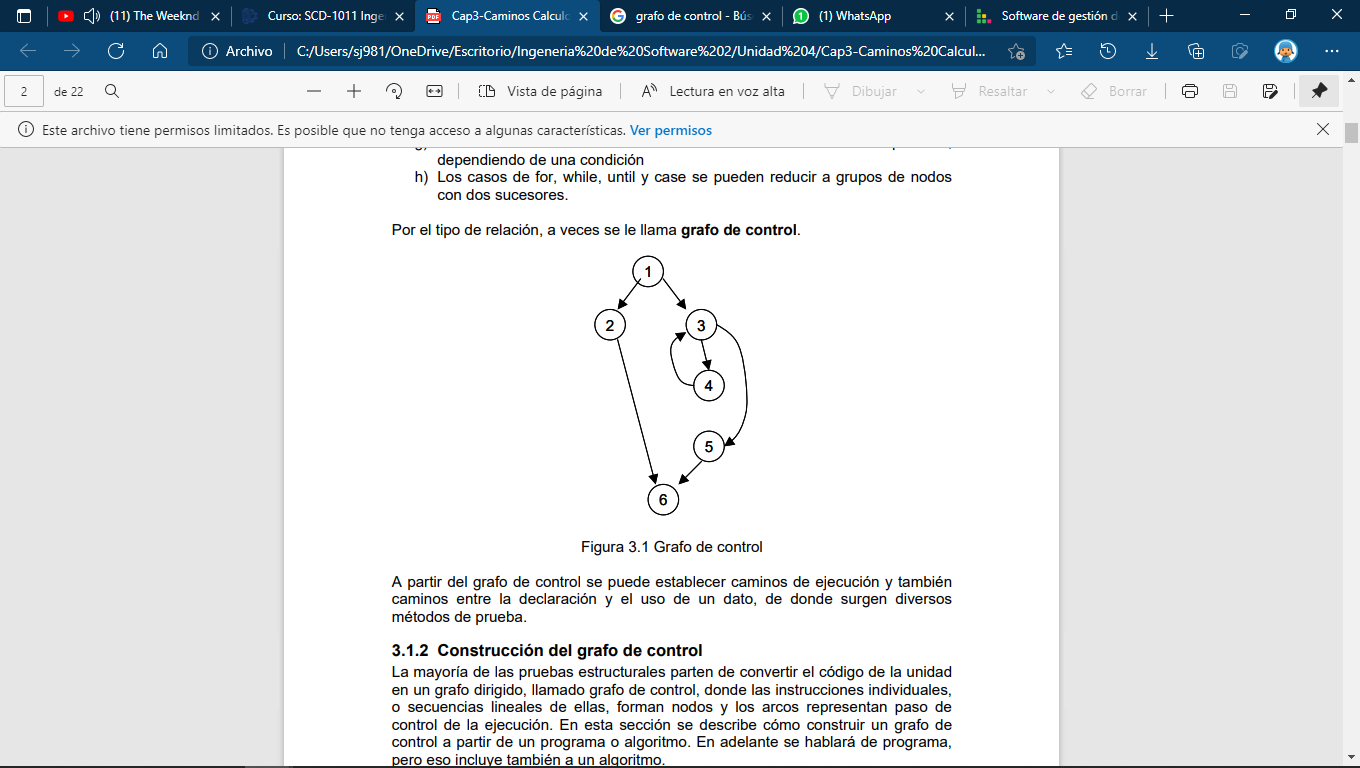 (11) The Weeknd
Curso: SCD-1011 Inge
Cap3-Caminos Calculo
grafo de control - Bús
(1) WhatsApp
Software de gestión d
Archivo
C:/Users/sj981/OneDrive/Escritorio/Ingeneria%20de%20Software%202/Unidad%204/Cap3-Caminos%20Calcul...
2
de 22
Vista de página
Lectura en voz alta
Dibujar
Resaltar
Borrar
Este archivo tiene permisos limitados. Es posible que no tenga acceso a algunas características. Ver permisos
dependiendo de una condición
h) Los casos de for, while, until y case se pueden reducir a grupos de nodos
con dos sucesores.
Por el tipo de relación, a veces se le llama grafo de control.
1
2
3
4
5
6
Figura 3.1 Grafo de control
A partir del grafo de control se puede establecer caminos de ejecución y también
caminos entre la declaración y el uso de un dato, de donde surgen diversos
métodos de prueba.
3.1.2 Construcción del grafo de control
La mayoría de las pruebas estructurales parten de convertir el código de la unidad
en un grafo dirigido, llamado grafo de control, donde las instrucciones individuales,
o secuencias lineales de ellas, forman nodos y los arcos representan paso de
control de la ejecución. En esta sección se describe cómo construir un grafo de
control a partir de un programa o algoritmo. En adelante se hablará de programa,
pero eso incluye también a un algoritmo.